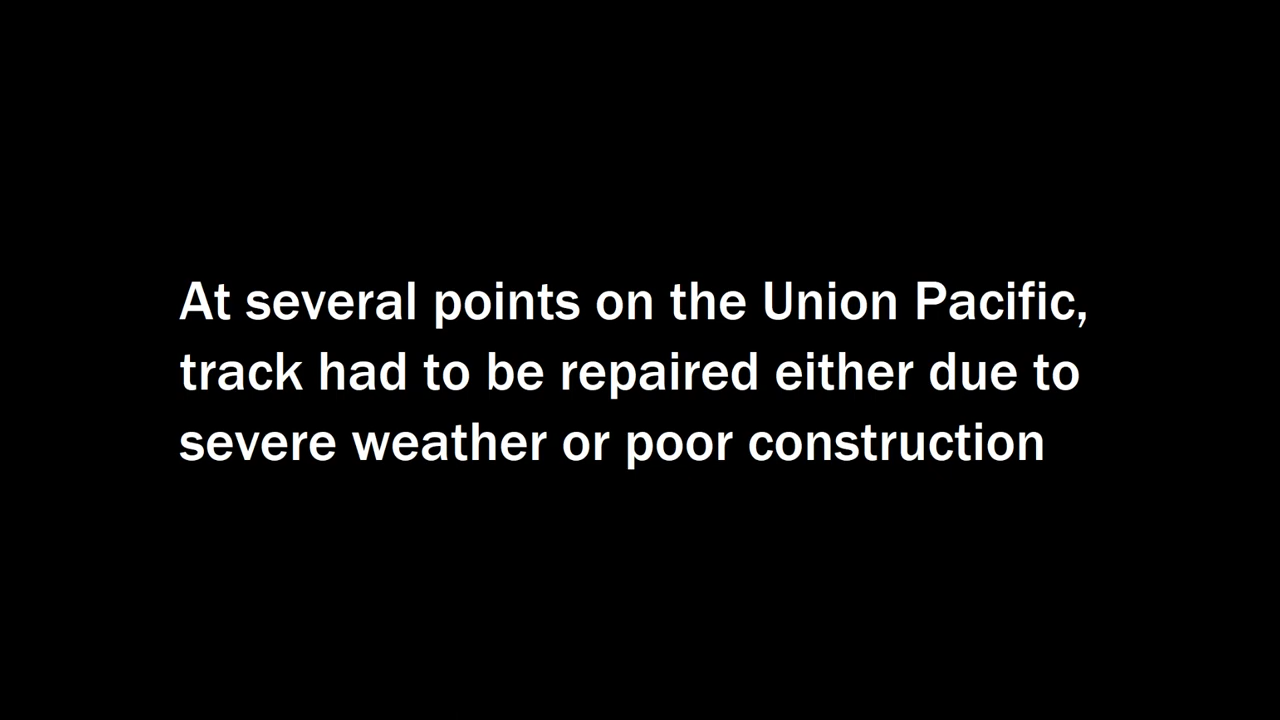 At several points on the Union Pacific,
track had to be repaired either due to
severe weather or poor construction